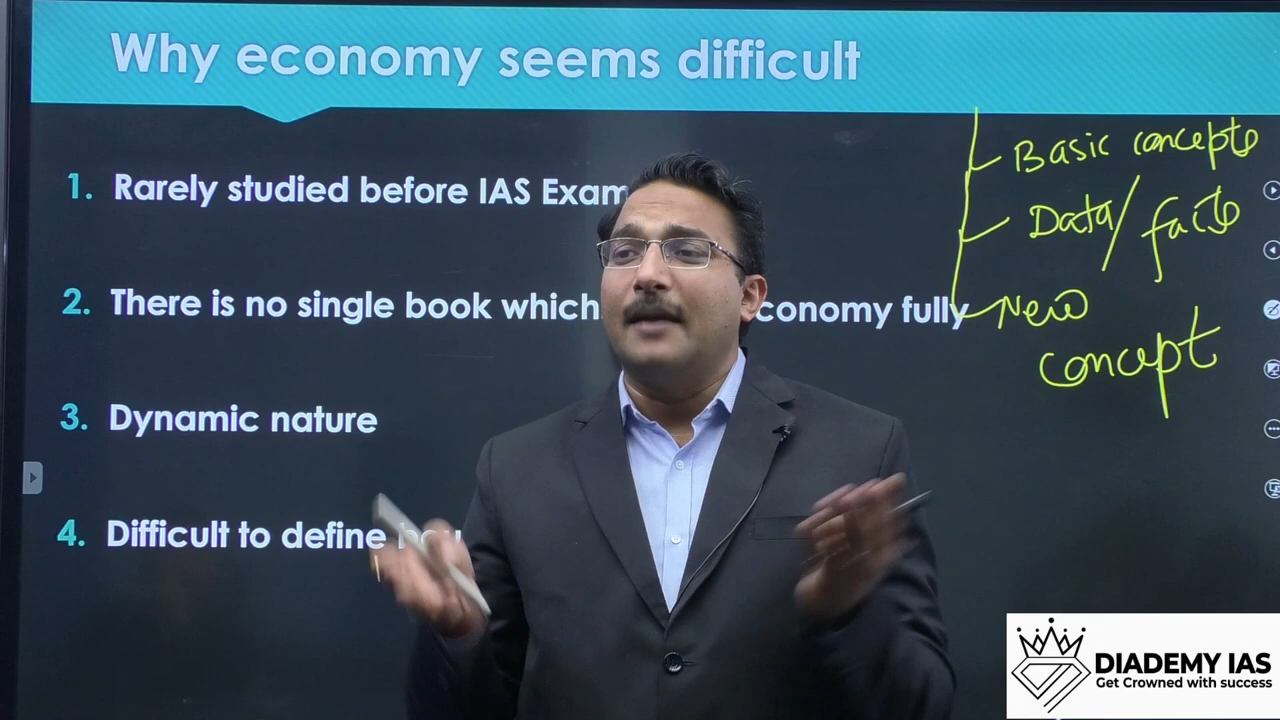 Why economy seems difficult
1. Rarely studied before IAS Exam
2. There is no single book which conomy fully
3. Dynamic nature
4. Difficult to define
Basic concepts
Data/facts
New
concept
DIADEMY IAS
Get Crowned with success